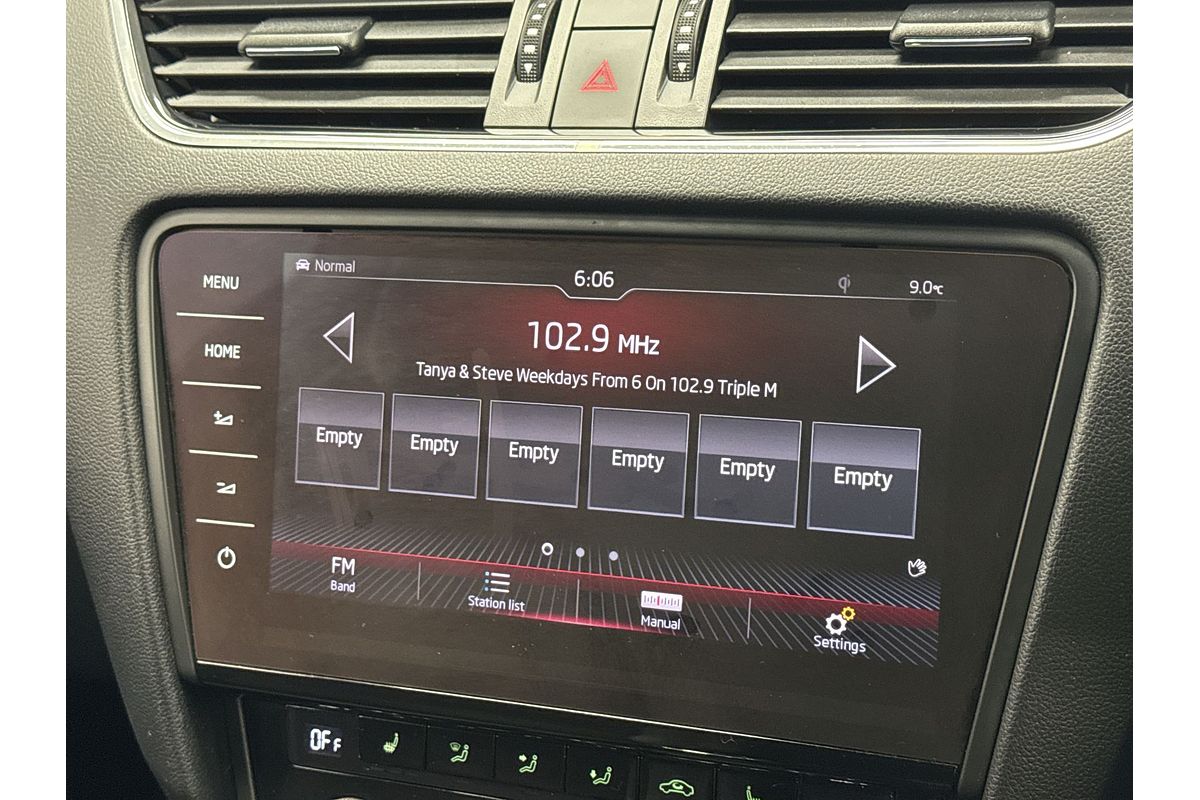 Normal
6:06
9.0°C
MENU
HOME
102.9 MHz
Tanya & Steve Weekdays From 6 On 102.9 Triple M
Empty
Empty
Empty
Empty
Empty
Empty
FM
Band
Station list
Manual
Settings
OFF